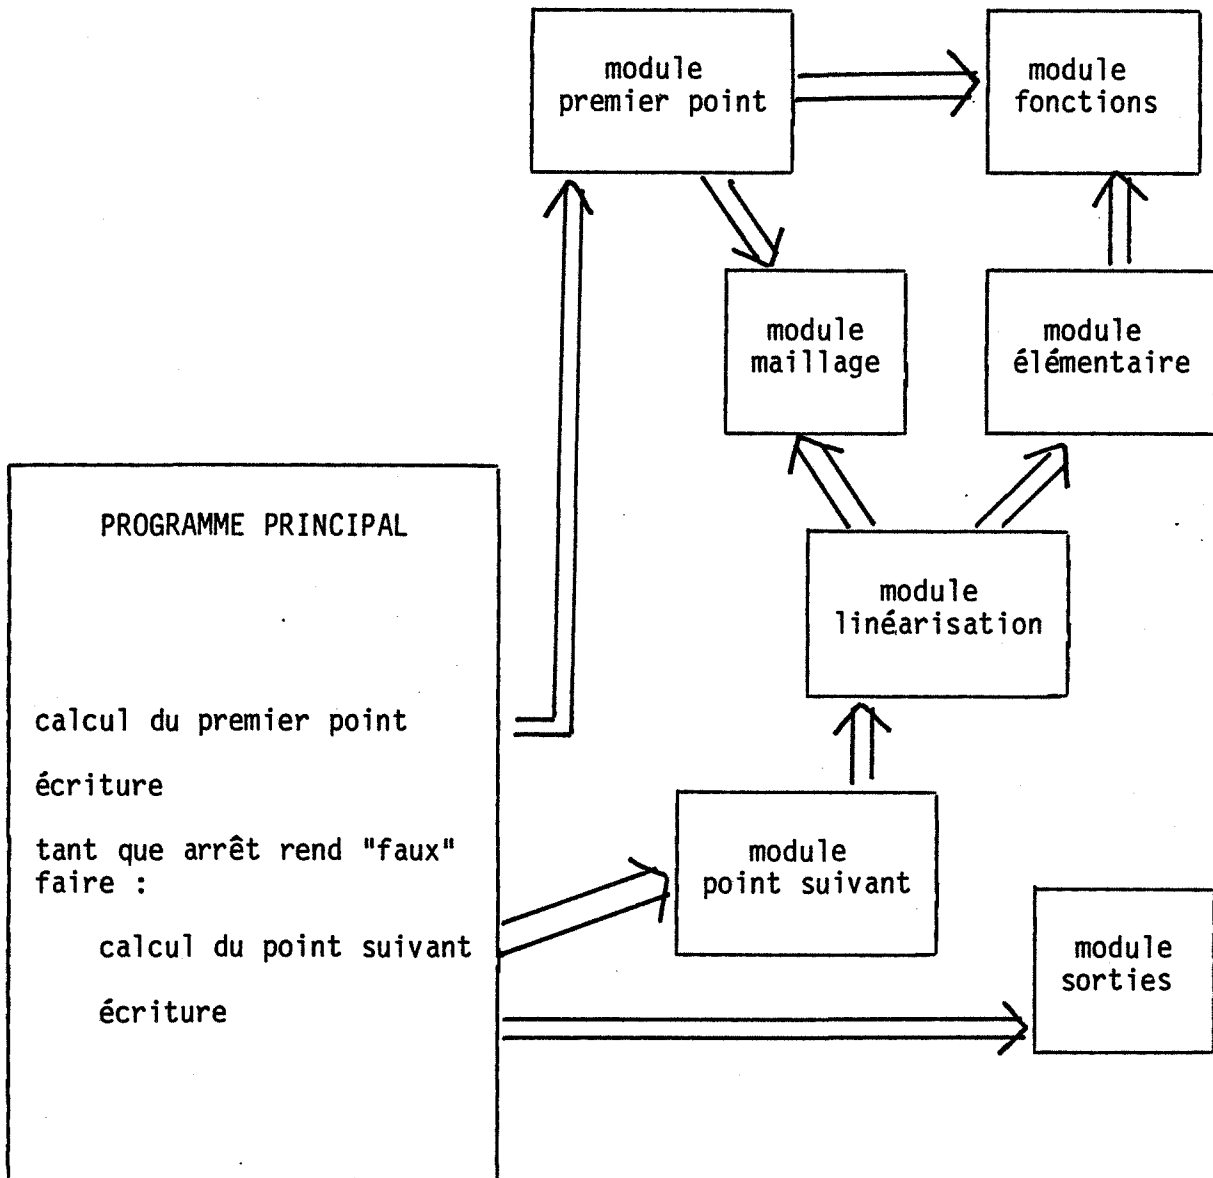 module
premier point
module
fonctions
module
maillage
module
élémentaire
PROGRAMME PRINCIPAL
module
linéarisation
calcul du premier point
écriture
tant que arrêt rend "faux"
faire :
module
point suivant
calcul du point suivant
écriture
module
sorties